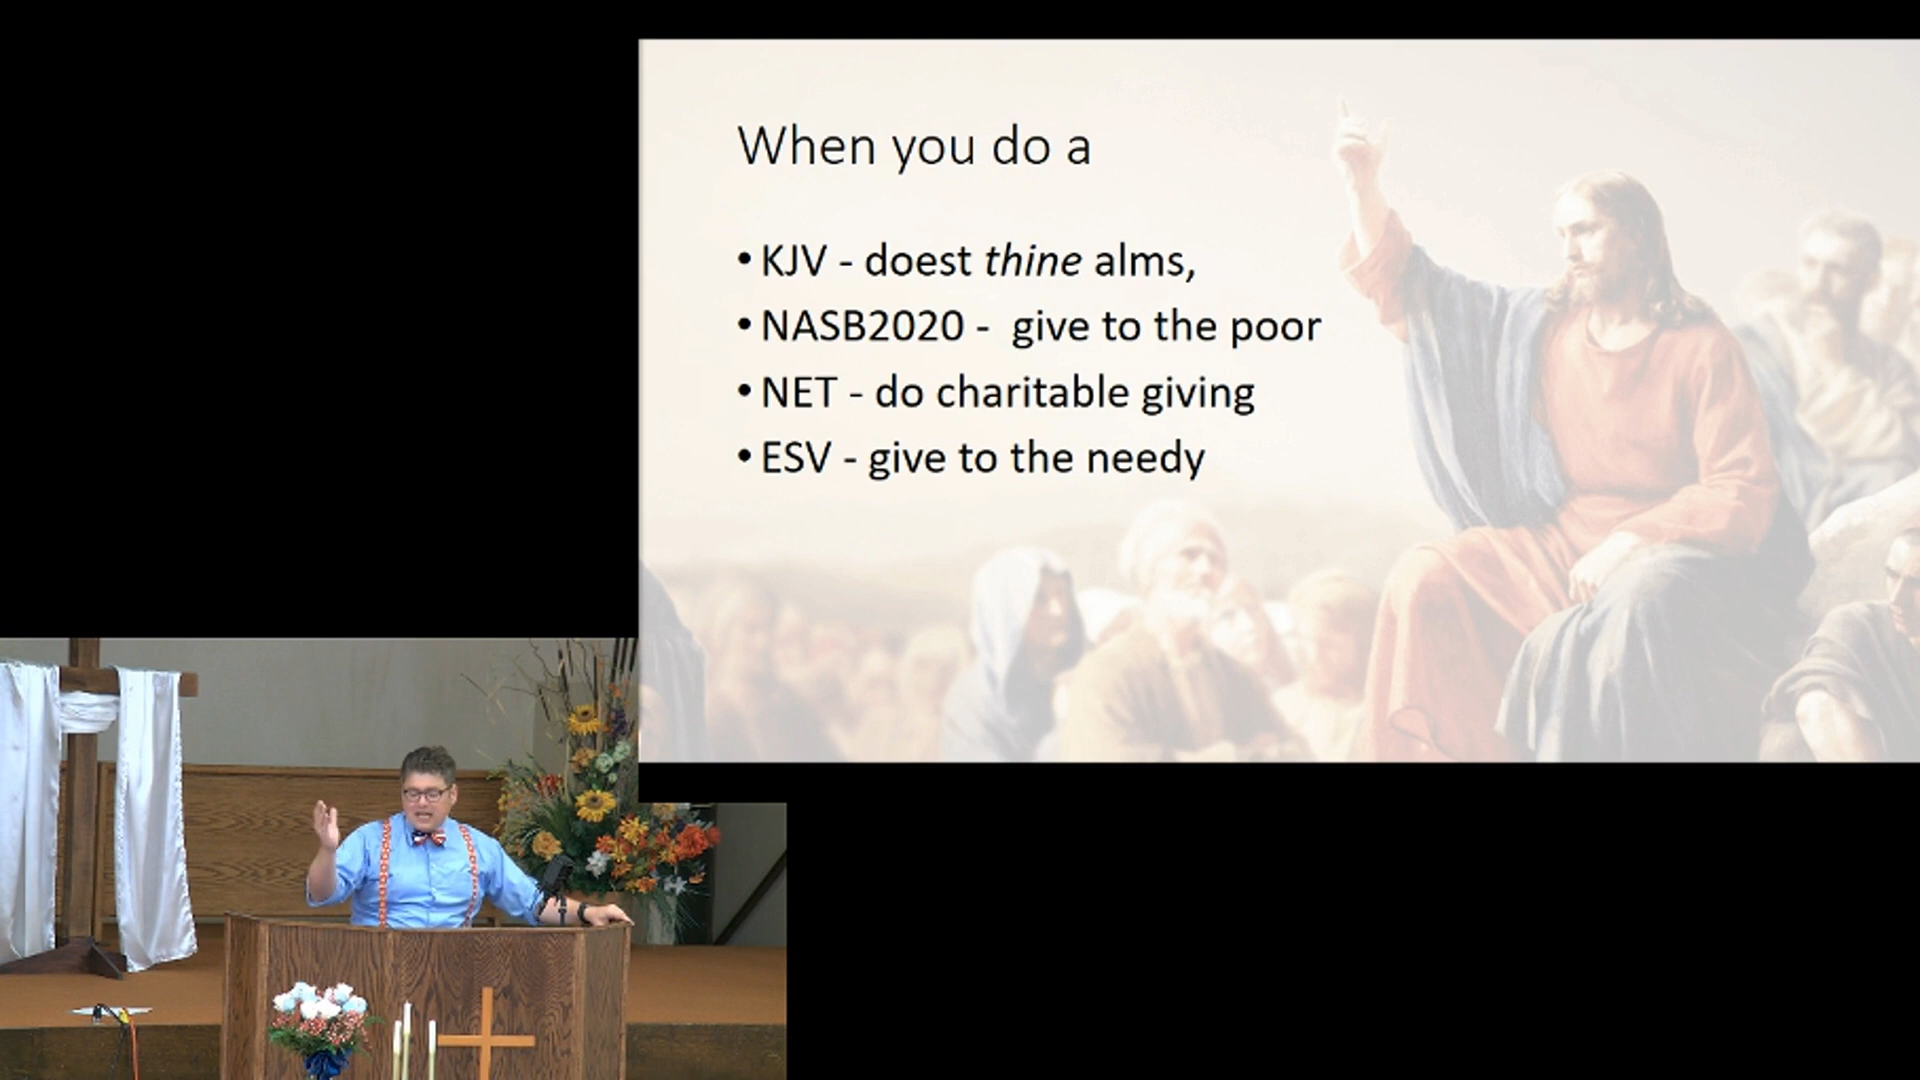 When you do a
• KJV - doest thine alms,
• NASB2020 - give to the poor
• NET - do charitable giving
• ESV - give to the needy